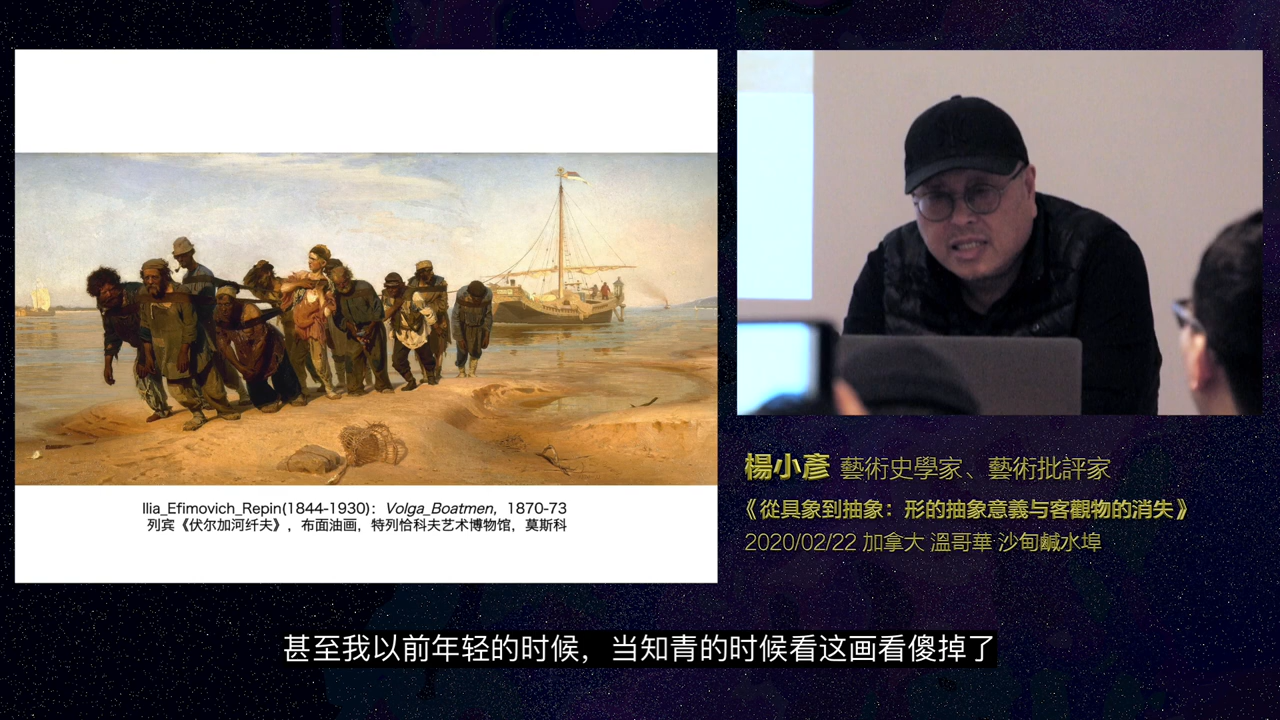 Ilia_Efimovich_Repin(1844-1930)：Volga_Boatmen，1870-73
列宾《伏尔加河纤夫》，布面油画，特列恰科夫艺术博物馆，莫斯科
楊小彥 藝術史學家、藝術批評家
《從具象到抽象：形的抽象意義与客觀物的消失》
2020/02/22 加拿大 溫哥華 沙甸鹹水埠
甚至我以前年轻的时候，当知青的时候看这画看傻掉了